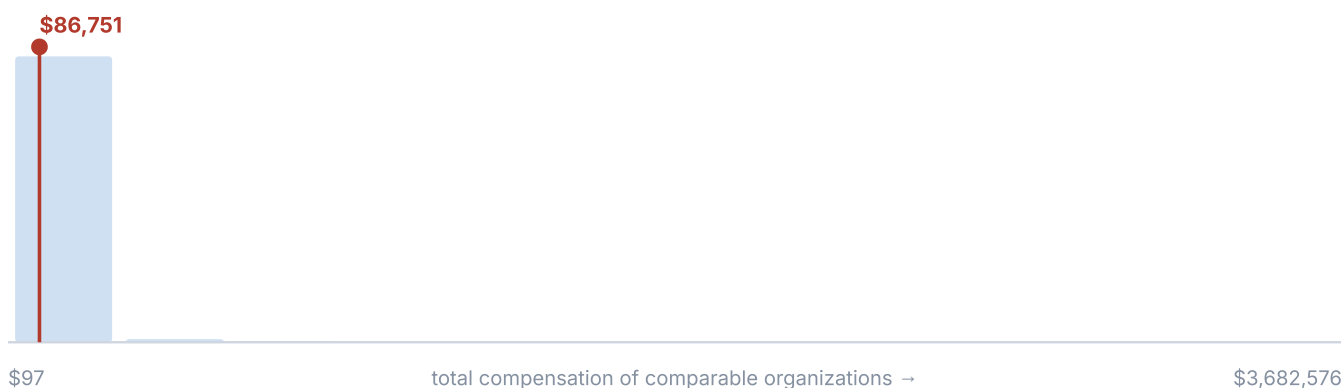 $86,751
$97 total compensation of comparable organizations → $3,682,576